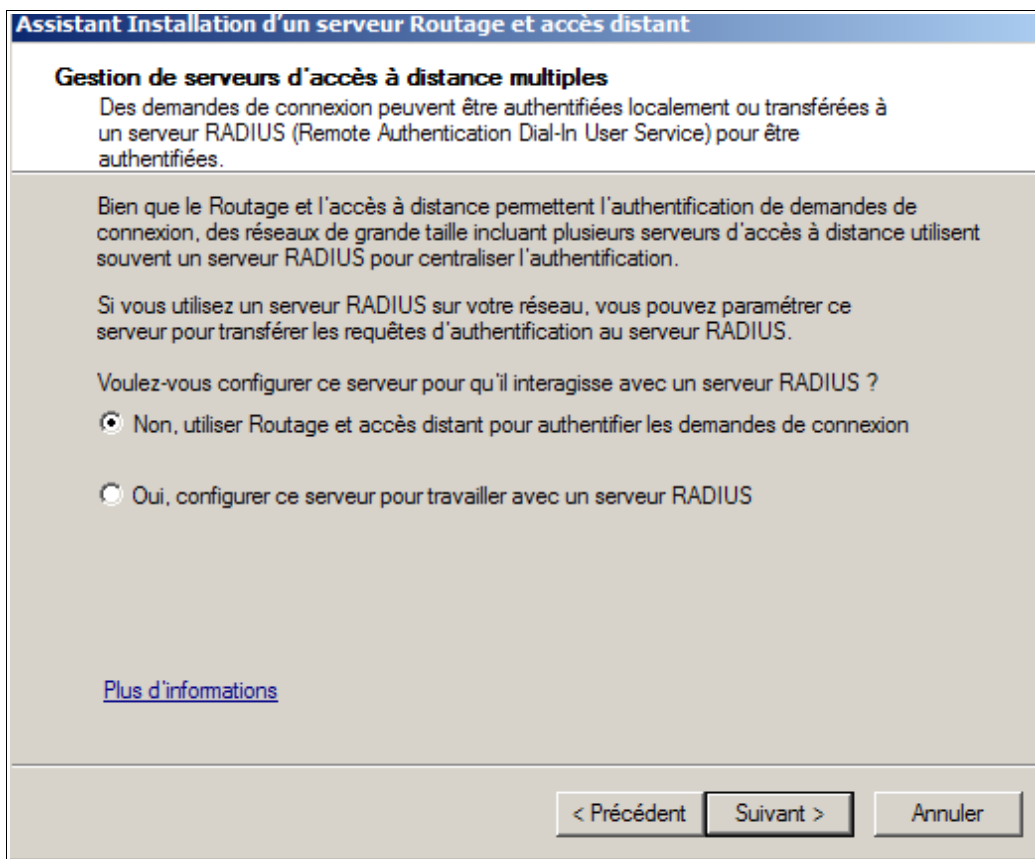 Assistant Installation d'un serveur Routage et accès distant
Gestion de serveurs d'accès à distance multiples
Des demandes de connexion peuvent être authentifiées localement ou transférées à
un serveur RADIUS (Remote Authentication Dial-In User Service) pour être
authentifiées.
Bien que le Routage et l'accès à distance permettent l'authentification de demandes de
connexion, des réseaux de grande taille incluant plusieurs serveurs d'accès à distance utilisent
souvent un serveur RADIUS pour centraliser l'authentification.
Si vous utilisez un serveur RADIUS sur votre réseau, vous pouvez paramétrer ce
serveur pour transférer les requêtes d'authentification au serveur RADIUS.
Voulez-vous configurer ce serveur pour qu'il interagisse avec un serveur RADIUS ?
Non, utiliser Routage et accès distant pour authentifier les demandes de connexion
Oui, configurer ce serveur pour travailler avec un serveur RADIUS
Plus d'informations
< Précédent Suivant > Annuler